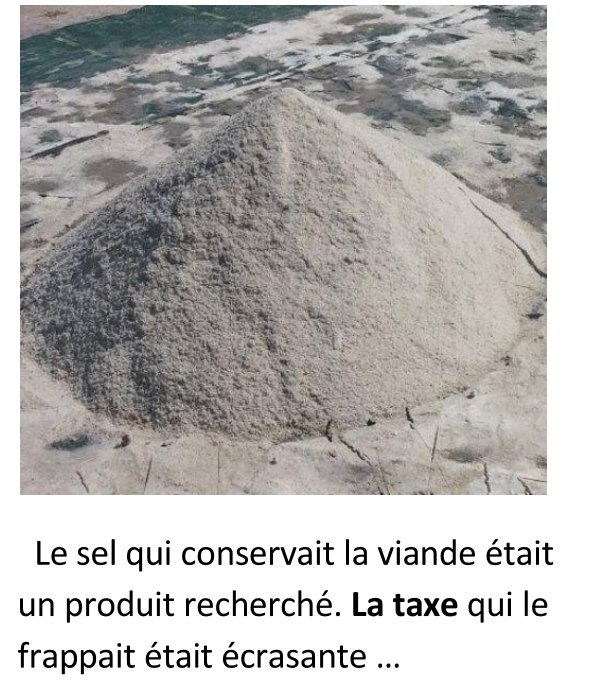 Le sel qui conservait la viande était
un produit recherché. La taxe qui le
frappait était écrasante ...